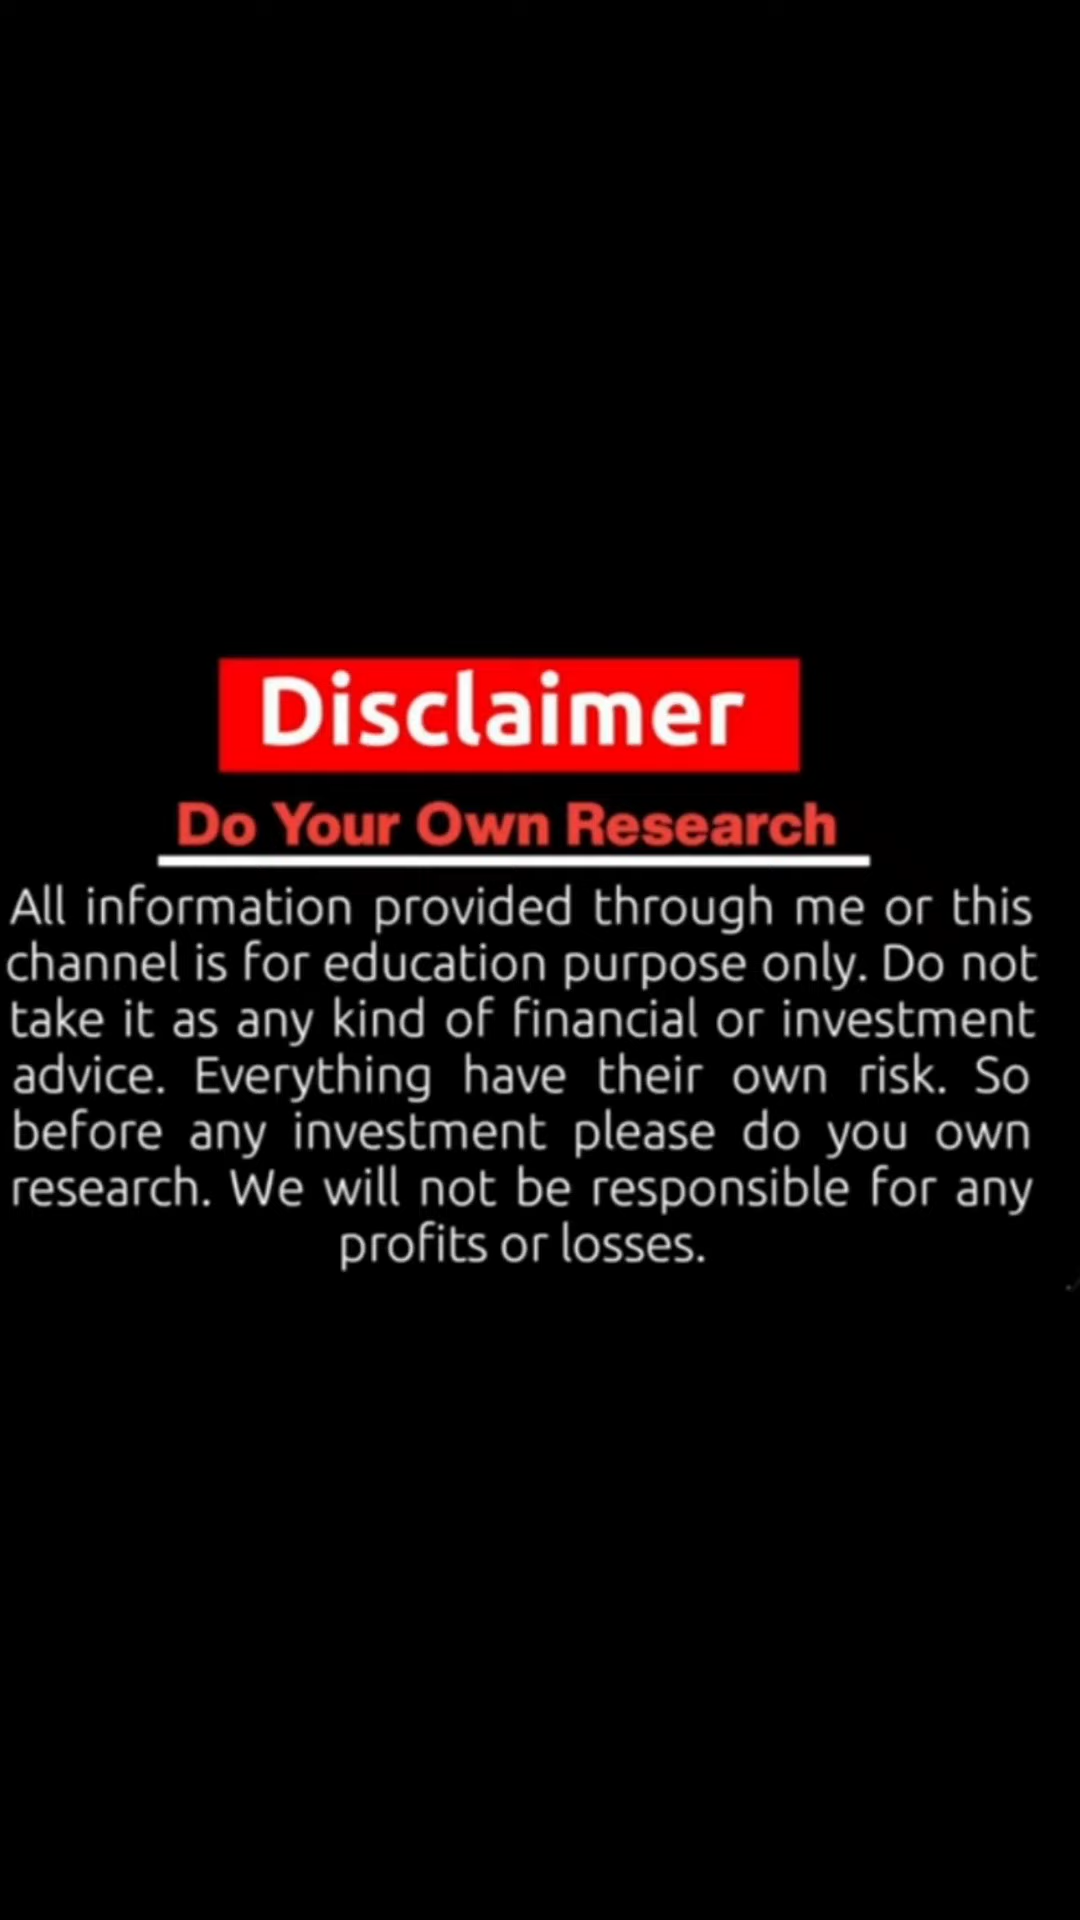 Disclaimer
Do Your Own Research
All information provided through me or this
channel is for education purpose only. Do not
take it as any kind of financial or investment
advice. Everything have their own risk. So
before any investment please do you own
research. We will not be responsible for any
profits or losses.